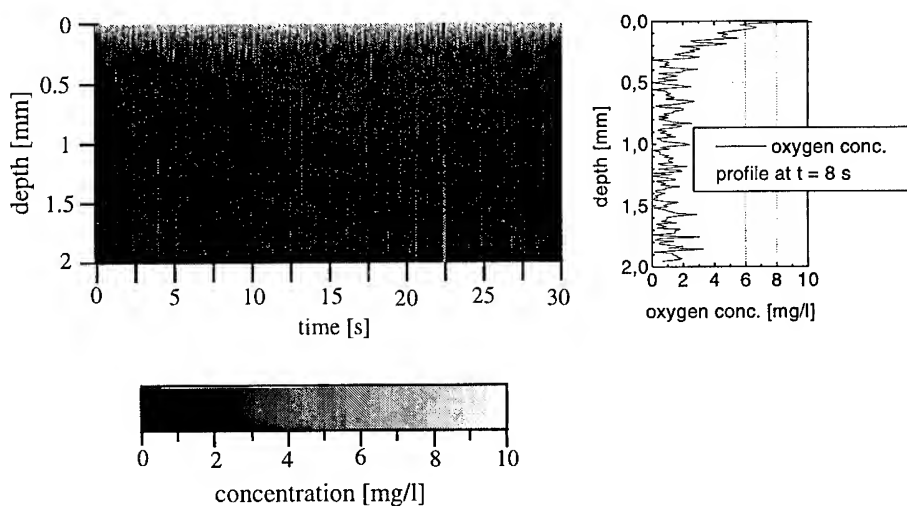 0
0.5
1
1.5
2
depth [mm]
0 5 10 15 20 25 30
time [s]
0,0
0,5
1,0
1,5
2,0
depth [mm]
oxygen conc.
profile at t = 8 s
0 2 4 6 8 10
oxygen conc. [mg/l]
0 2 4 6 8 10
concentration [mg/l]